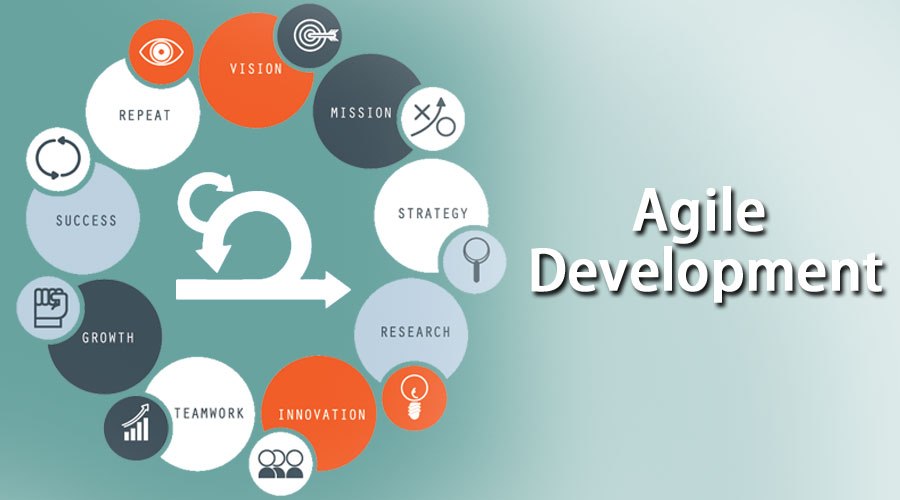 VISION
MISSION
STRATEGY
RESEARCH
INNOVATION
TEAMWORK
GROWTH
SUCCESS
REPEAT
Agile
Development